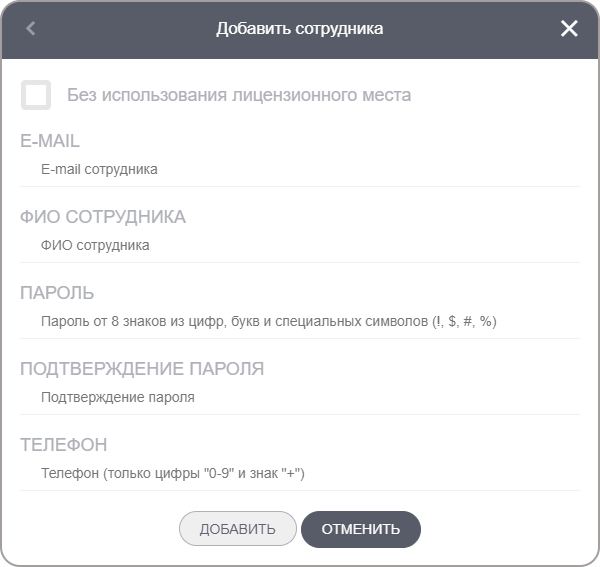 Добавить сотрудника
Без использования лицензионного места
E-MAIL
E-mail сотрудника
ФИО СОТРУДНИКА
ФИО сотрудника
ПАРОЛЬ
Пароль от 8 знаков из цифр, букв и специальных символов (!, $, #, %)
ПОДТВЕРЖДЕНИЕ ПАРОЛЯ
Подтверждение пароля
ТЕЛЕФОН
Телефон (только цифры "0-9" и знак "+")
ДОБАВИТЬ ОТМЕНИТЬ